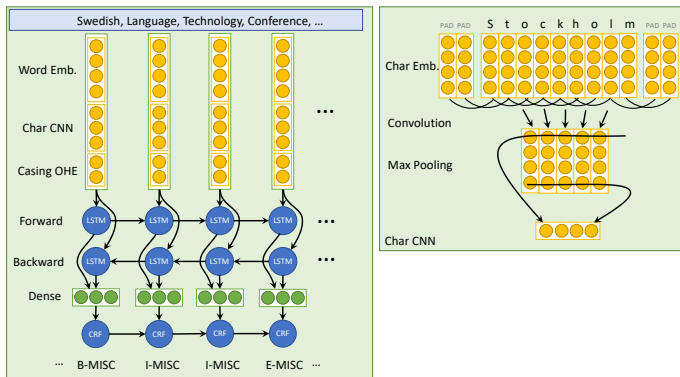 Swedish, Language, Technology, Conference, ...
Word Emb.
Char CNN
...
Casing OHE
Forward LSTM LSTM LSTM LSTM ...
Backward LSTM LSTM LSTM LSTM ...
Dense
CRF CRF CRF CRF
... B-MISC I-MISC I-MISC E-MISC ...
PAD PAD S t o c k h o l m PAD PAD
Char Emb.
Convolution
Max Pooling
Char CNN